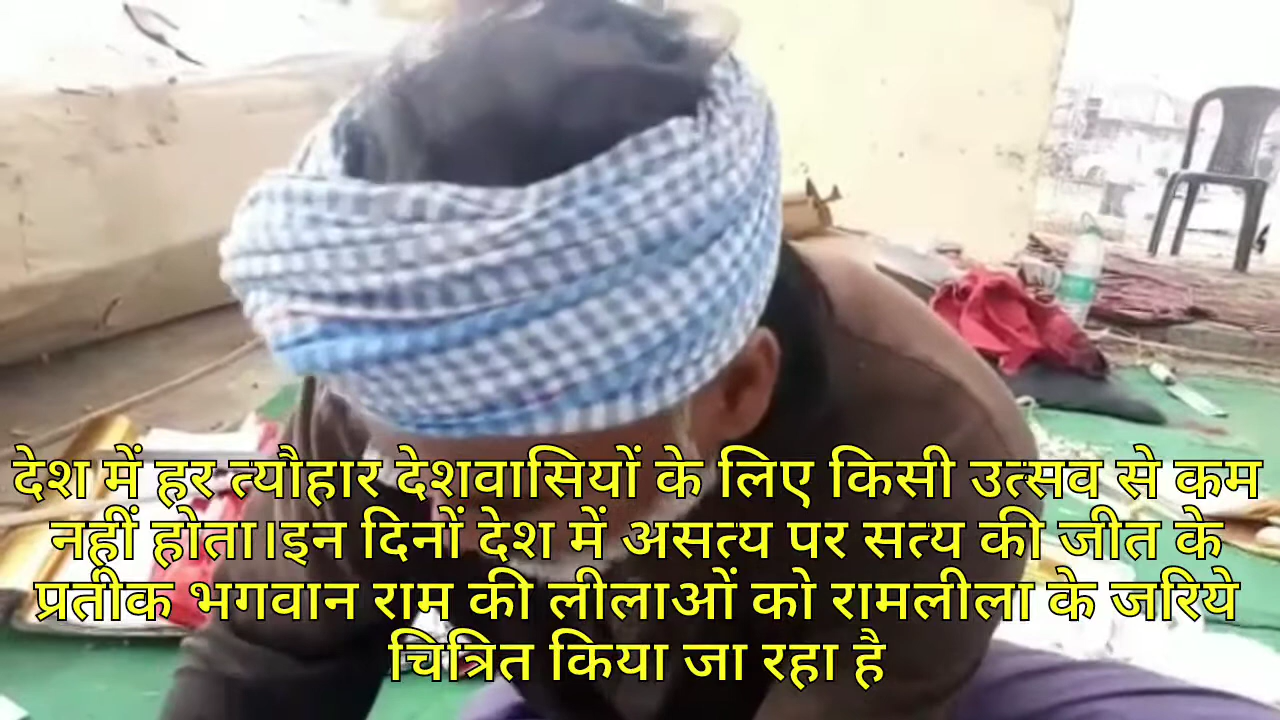 देश में हर त्यौहार देशवासियों के लिए किसी उत्सव से कम
नहीं होता।इन दिनों देश में असत्य पर सत्य की जीत के
प्रतीक भगवान राम की लीलाओं को रामलीला के जरिये
चित्रित किया जा रहा है